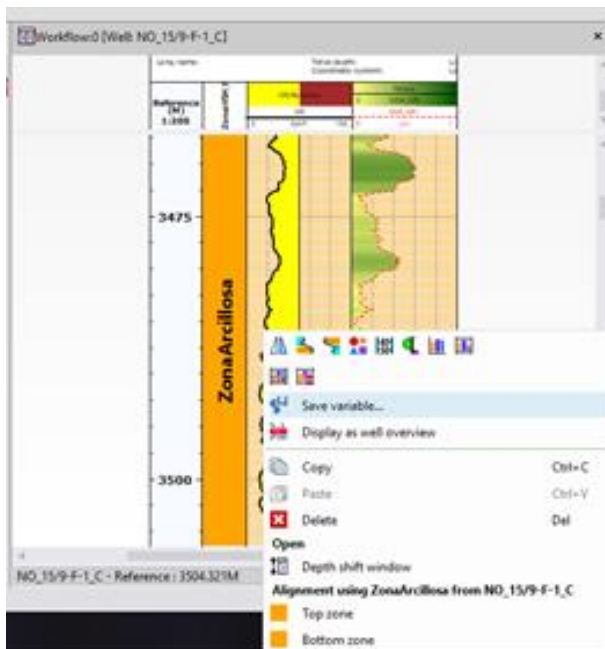 Workflow:0 [Well: NO_15/9-F-1_C]
Reference
(M)
1:200
3475
ZonaArcillosa
3500
Save variable...
Display as well overview
Copy Ctrl+C
Paste Ctrl+V
Delete Del
Open
Depth shift window
Alignment using ZonaArcillosa from NO_15/9-F-1_C
Top zone
Bottom zone
NO_15/9-F-1_C - Reference : 3504.321M